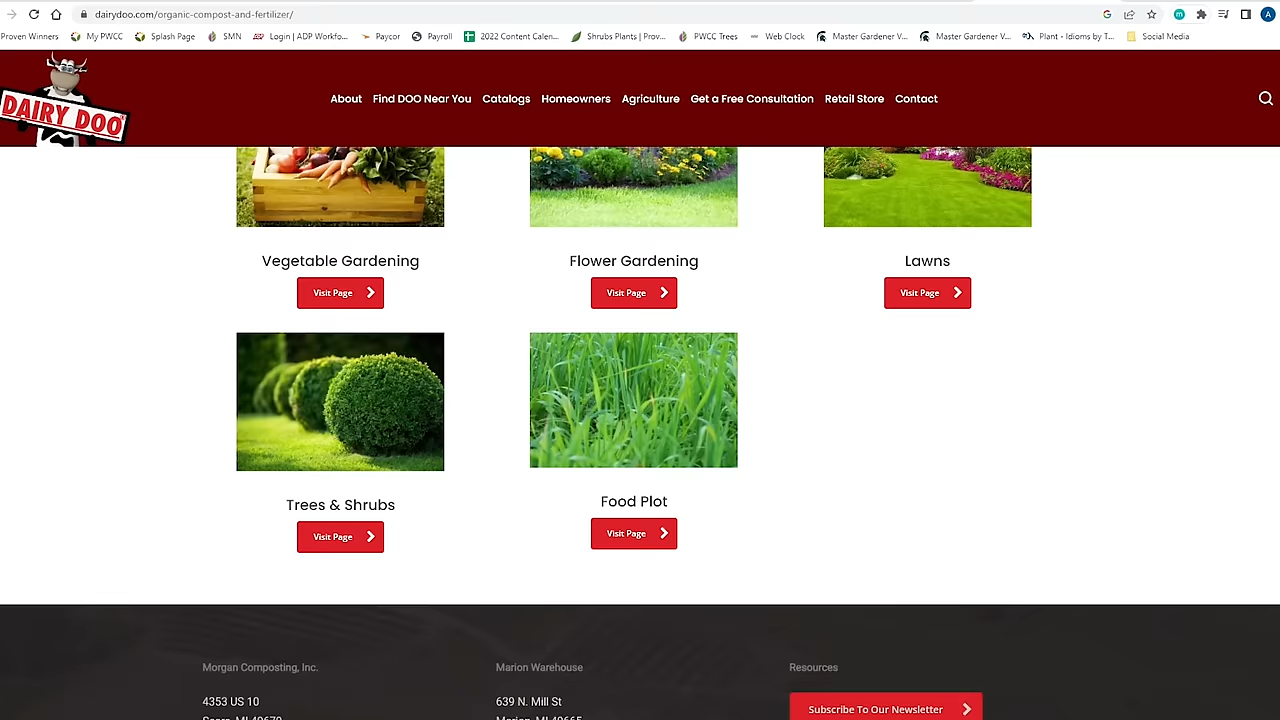 dairydoo.com/organic-compost-and-fertilizer/
A
Proven Winners
My PWCC
Splash Page
SMN
Login | ADP Workfo...
Paycor
Payroll
2022 Content Calen...
Shrubs Plants | Prov...
PWCC Trees
Web Clock
Master Gardener V...
Master Gardener V...
Plant - Idioms by T...
Social Media
DAIRY DOO
About
Find DOO Near You
Catalogs
Homeowners
Agriculture
Get a Free Consultation
Retail Store
Contact
Vegetable Gardening
Visit Page
Flower Gardening
Visit Page
Lawns
Visit Page
Trees & Shrubs
Visit Page
Food Plot
Visit Page
Morgan Composting, Inc.
4353 US 10
Marion Warehouse
639 N. Mill St
Resources
Subscribe To Our Newsletter